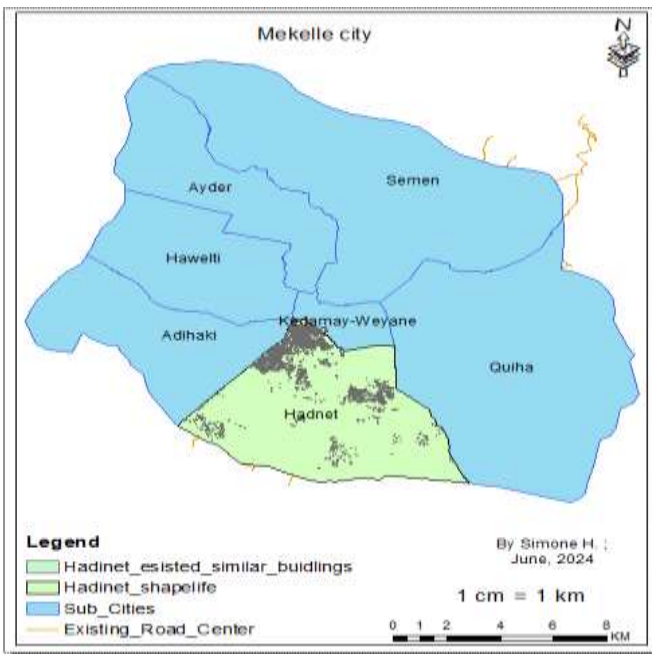 Mekelle city
N
Semen
Ayder
Hawelti
Kedamay-Weyane
Adihaki
Quiha
Hadnet
Legend
Hadinet_esisted_similar_buidlings
Hadinet_shapelife
Sub_Cities
Existing_Road_Center
By Simone H. ;
June, 2024
1 cm = 1 km
0 1 2 4 6 8
KM